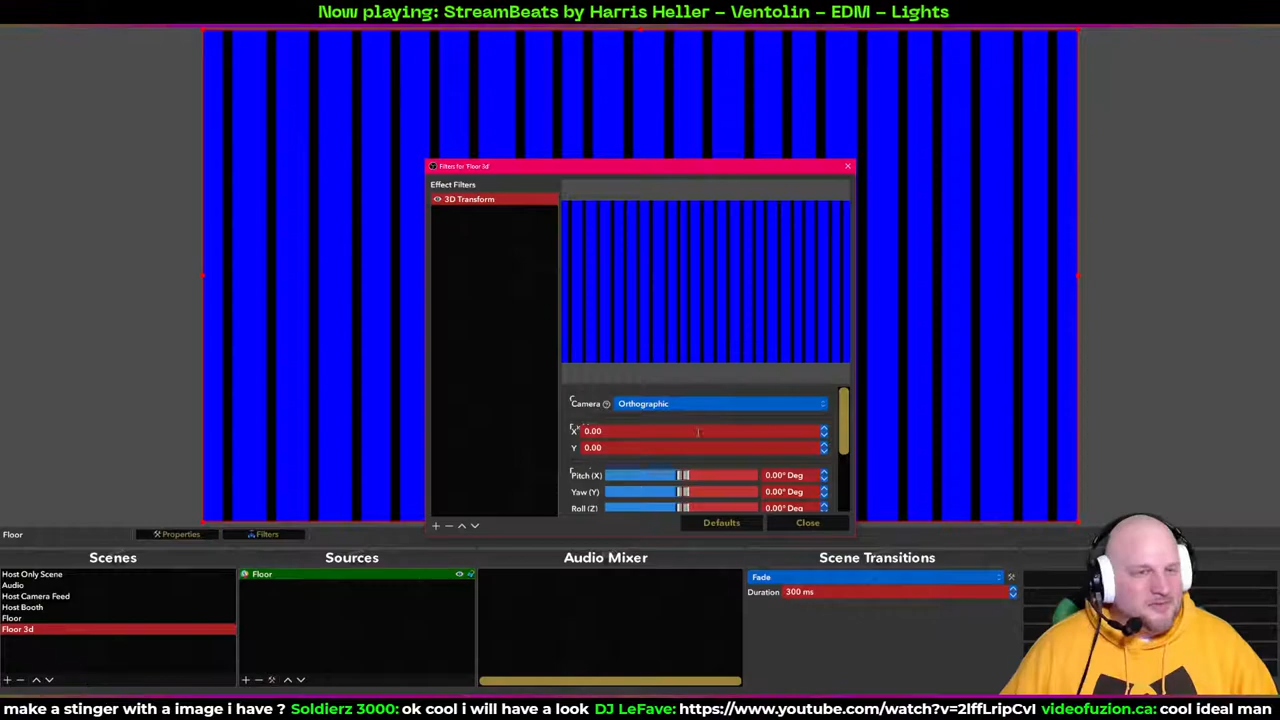 Now playing: StreamBeats by Harris Heller - Ventolin - EDM - Lights
Filters for 'Floor 3d'
Effect Filters
3D Transform
Camera Orthographic
X 0.00
Y 0.00
Pitch (X) 0.00° Deg
Yaw (Y) 0.00° Deg
Roll (Z) 0.00° Deg
Defaults Close
Floor Properties Filters
Scenes Sources Audio Mixer Scene Transitions
Host Only Scene
Audio
Host Camera Feed
Host Booth
Floor
Floor 3d
Floor
Fade
Duration 300 ms
make a stinger with a image i have ? Soldierz 3000: ok cool i will have a look DJ LeFave: https://www.youtube.com/watch?v=2lffLripCvI videofuzion.ca: cool ideal man